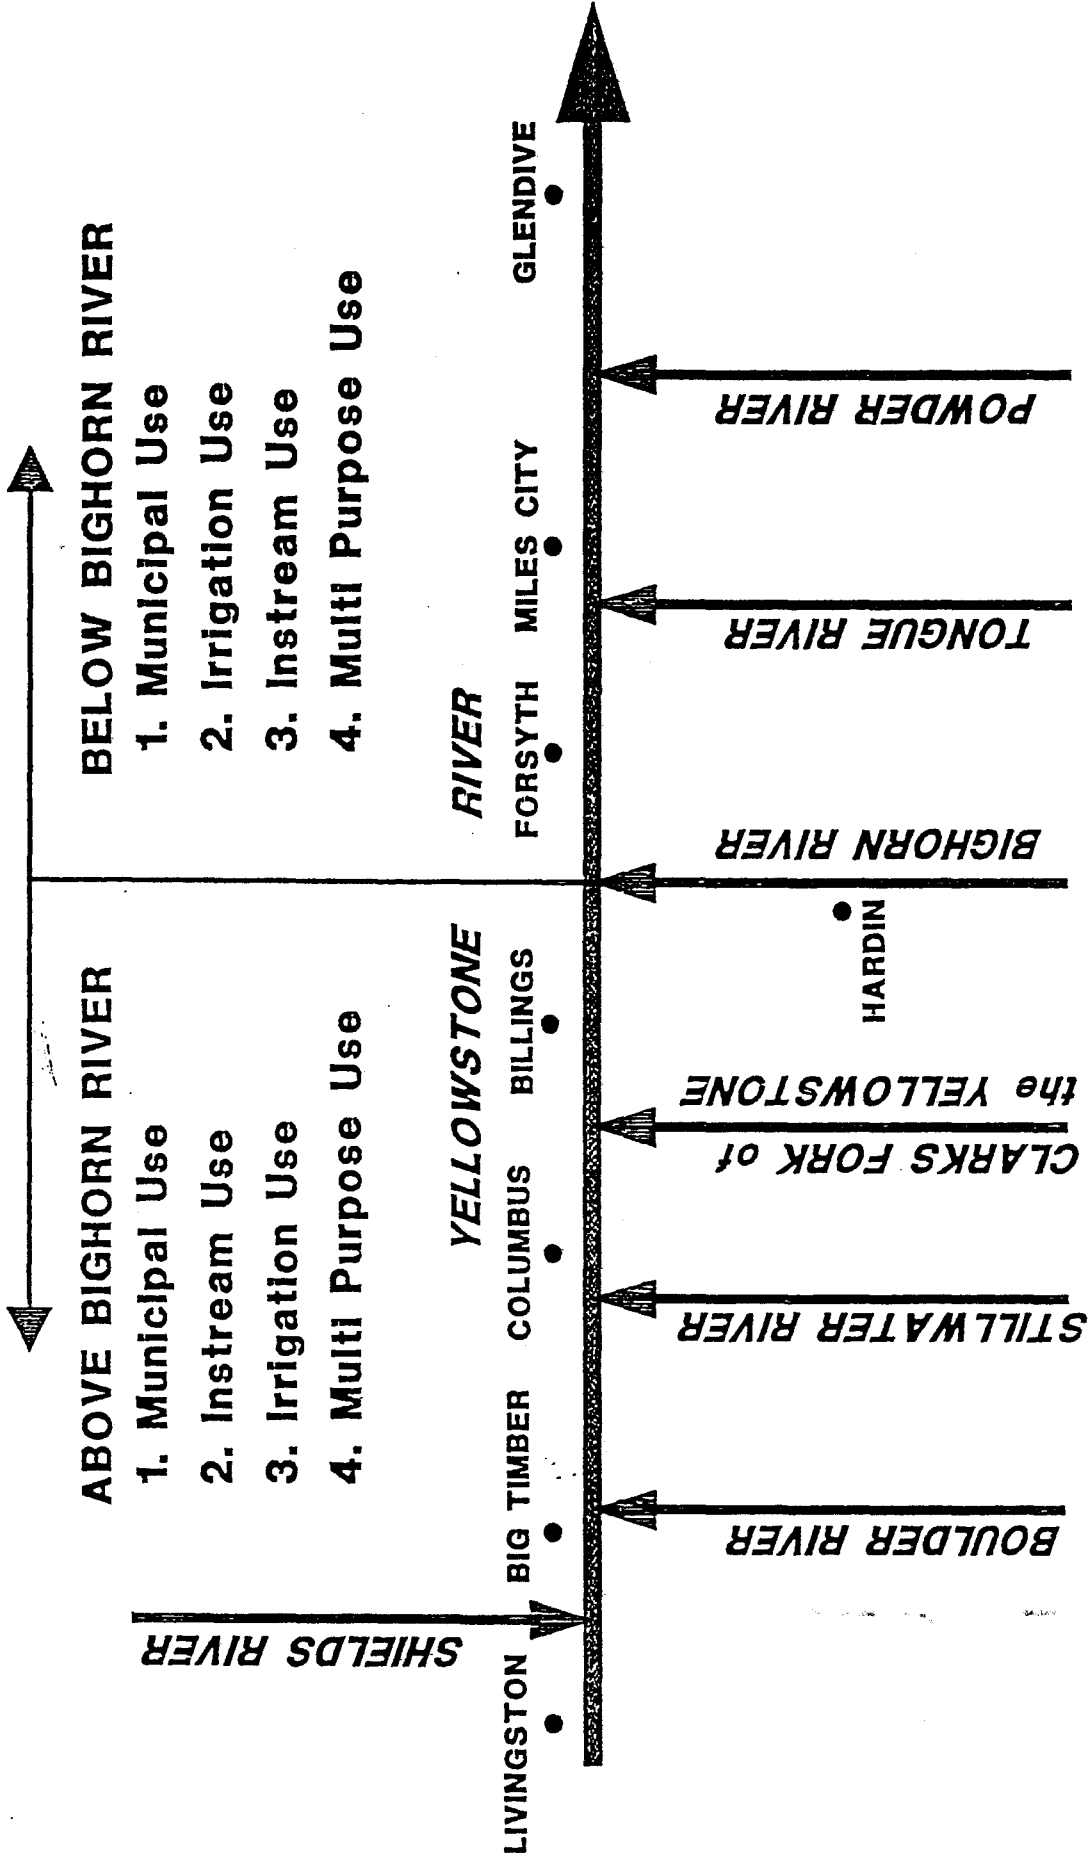 ABOVE BIGHORN RIVER
1. Municipal Use
2. Instream Use
3. Irrigation Use
4. Multi Purpose Use
BELOW BIGHORN RIVER
1. Municipal Use
2. Irrigation Use
3. Instream Use
4. Multi Purpose Use
YELLOWSTONE RIVER
LIVINGSTON
BIG TIMBER
COLUMBUS
BILLINGS
FORSYTH
MILES CITY
GLENDIVE
SHIELDS RIVER
BOULDER RIVER
STILLWATER RIVER
CLARKS FORK of
the YELLOWSTONE
HARDIN
BIGHORN RIVER
TONGUE RIVER
POWDER RIVER